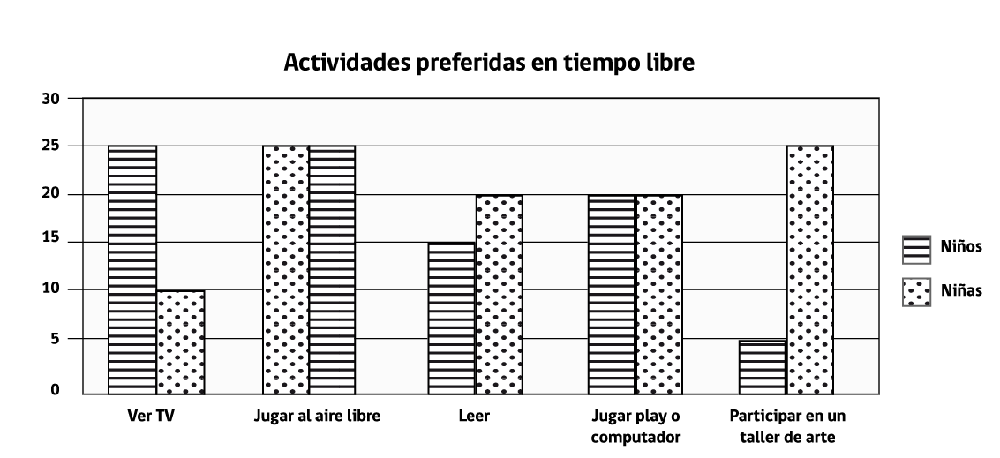 Actividades preferidas en tiempo libre
30
25
20
15
10
5
0
Ver TV
Jugar al aire libre
Leer
Jugar play o
computador
Participar en un
taller de arte
Niños
Niñas